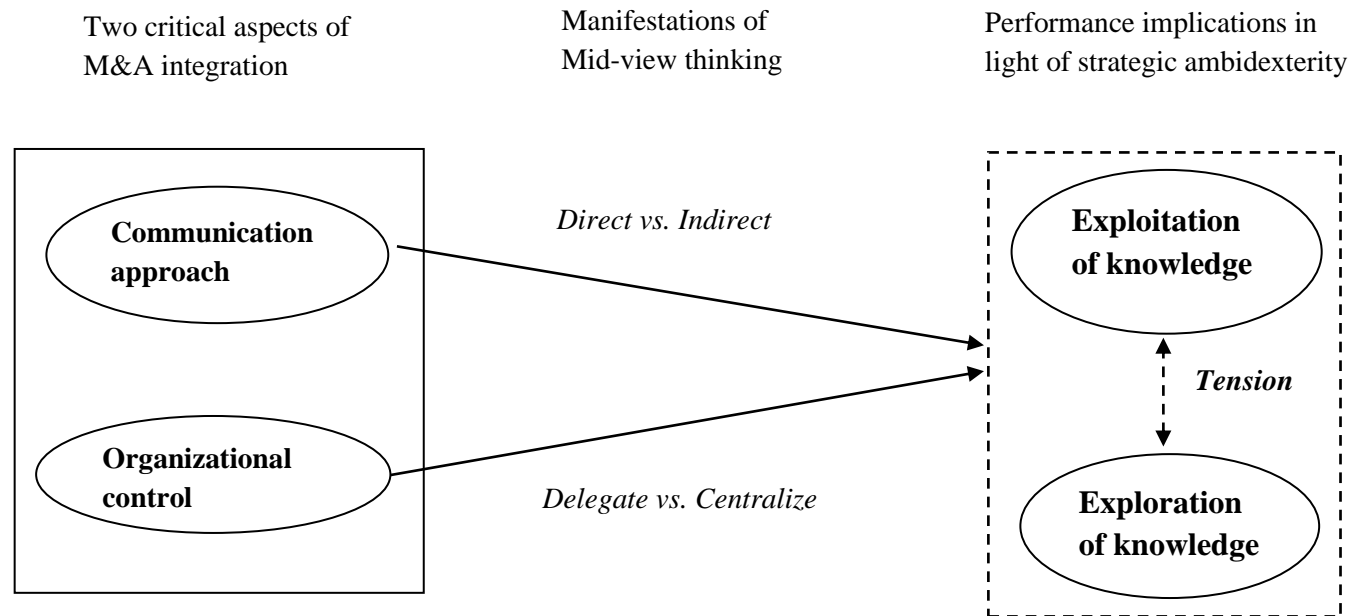 Two critical aspects of
M&A integration
Manifestations of
Mid-view thinking
Performance implications in
light of strategic ambidexterity
Communication
approach
Direct vs. Indirect
Exploitation
of knowledge
Tension
Organizational
control
Delegate vs. Centralize
Exploration
of knowledge